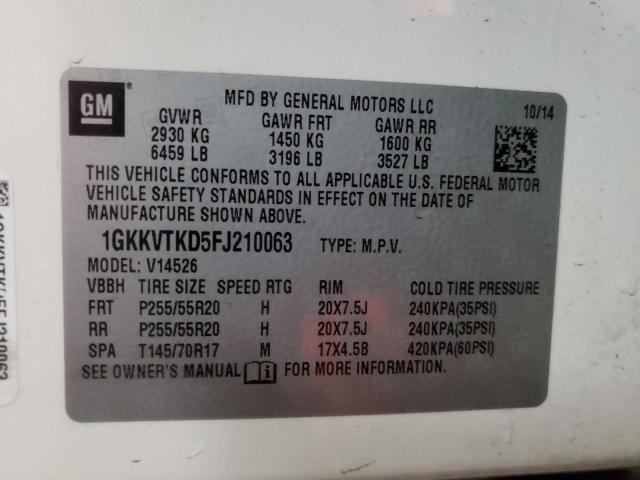 GM
MFD BY GENERAL MOTORS LLC
10/14
GVWR GAWR FRT GAWR RR
2930 KG 1450 KG 1600 KG
6459 LB 3196 LB 3527 LB
THIS VEHICLE CONFORMS TO ALL APPLICABLE U.S. FEDERAL MOTOR
VEHICLE SAFETY STANDARDS IN EFFECT ON THE DATE OF
MANUFACTURE SHOWN ABOVE.
1GKKVTKD5FJ210063 TYPE: M.P.V.
MODEL: V14526
VBBH TIRE SIZE SPEED RTG RIM COLD TIRE PRESSURE
FRT P255/55R20 H 20X7.5J 240KPA(35PSI)
RR P255/55R20 H 20X7.5J 240KPA(35PSI)
SPA T145/70R17 M 17X4.5B 420KPA(60PSI)
SEE OWNER'S MANUAL FOR MORE INFORMATION.